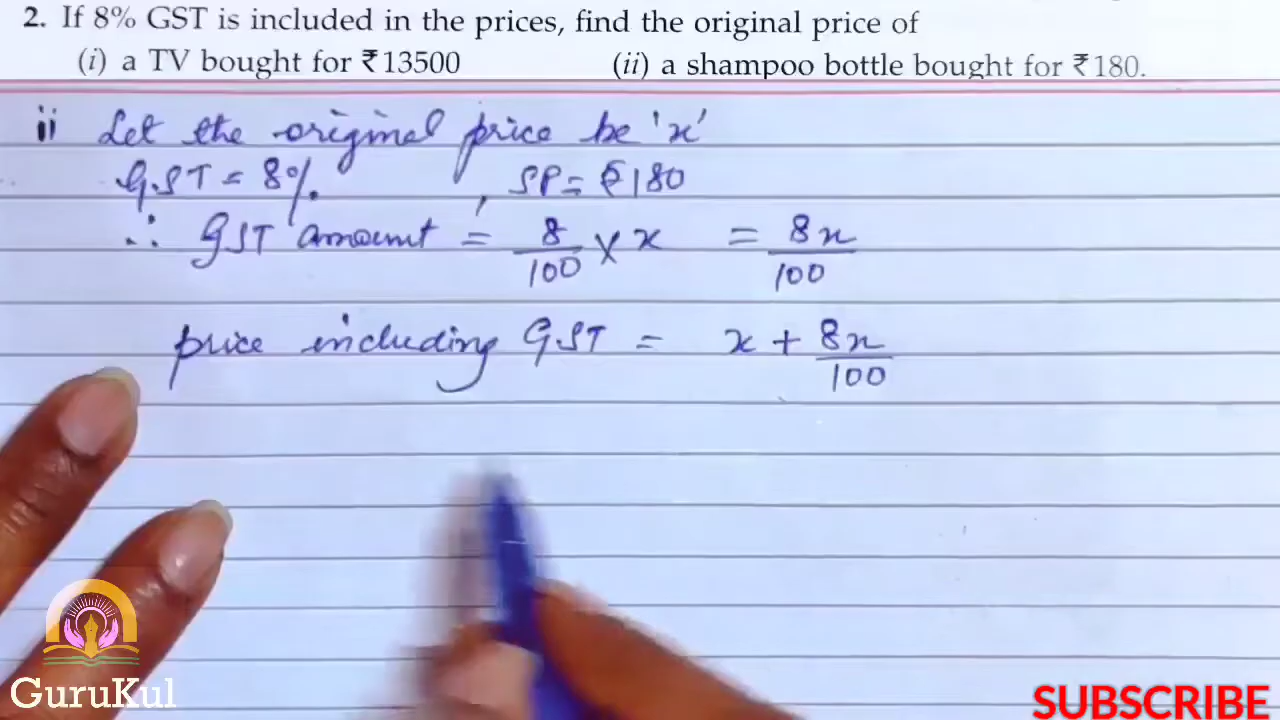 2. If 8% GST is included in the prices, find the original price of
(i) a TV bought for ₹13500 (ii) a shampoo bottle bought for ₹180.
ii Let the original price be 'x'
GST = 8% , SP = ₹180
∴ GST amount = 8/100 × x = 8x/100
price including GST = x + 8x/100
GuruKul
SUBSCRIBE